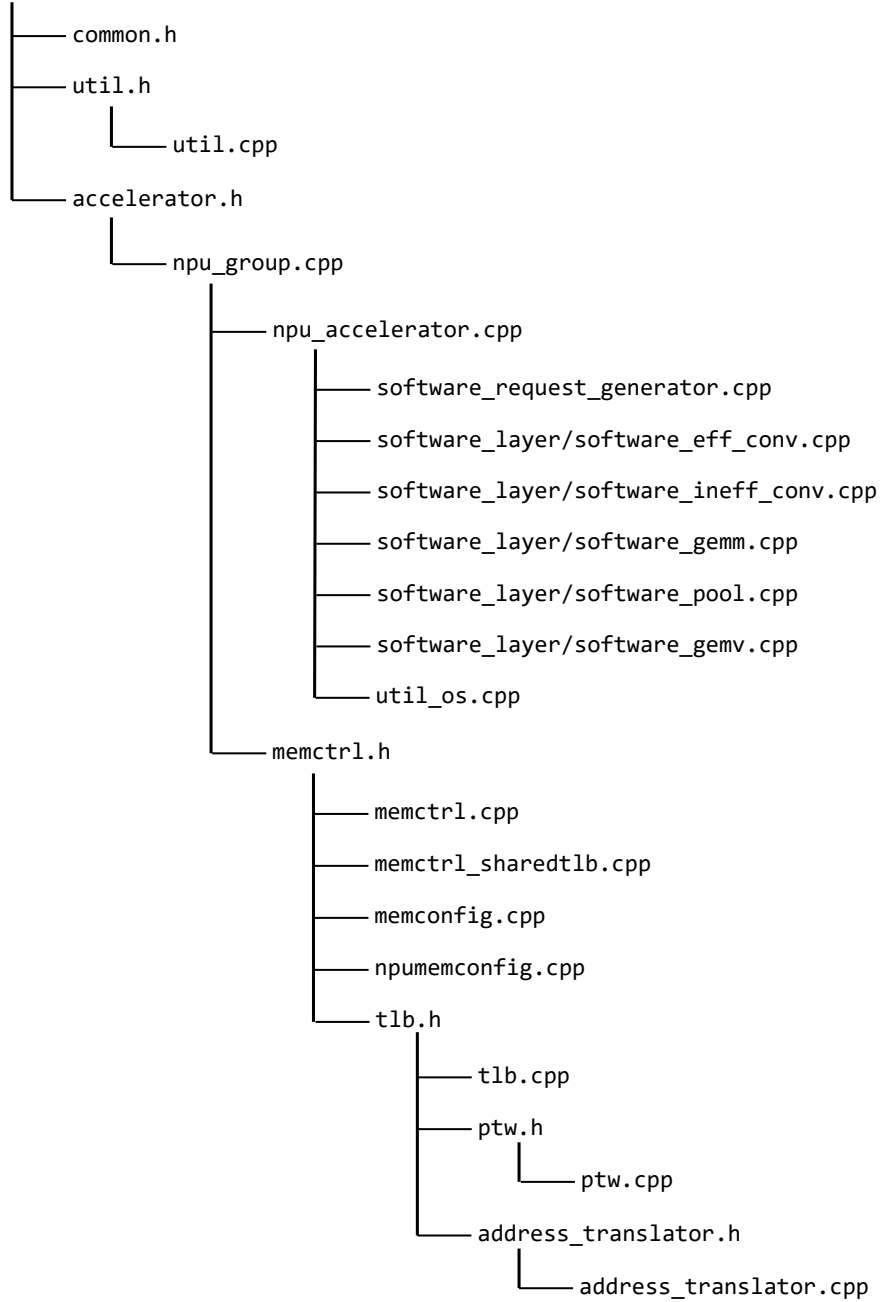 common.h
util.h
util.cpp
accelerator.h
npu_group.cpp
npu_accelerator.cpp
software_request_generator.cpp
software_layer/software_eff_conv.cpp
software_layer/software_ineff_conv.cpp
software_layer/software_gemm.cpp
software_layer/software_pool.cpp
software_layer/software_gemv.cpp
util_os.cpp
memctrl.h
memctrl.cpp
memctrl_sharedtlb.cpp
memconfig.cpp
npumemconfig.cpp
tlb.h
tlb.cpp
ptw.h
ptw.cpp
address_translator.h
address_translator.cpp